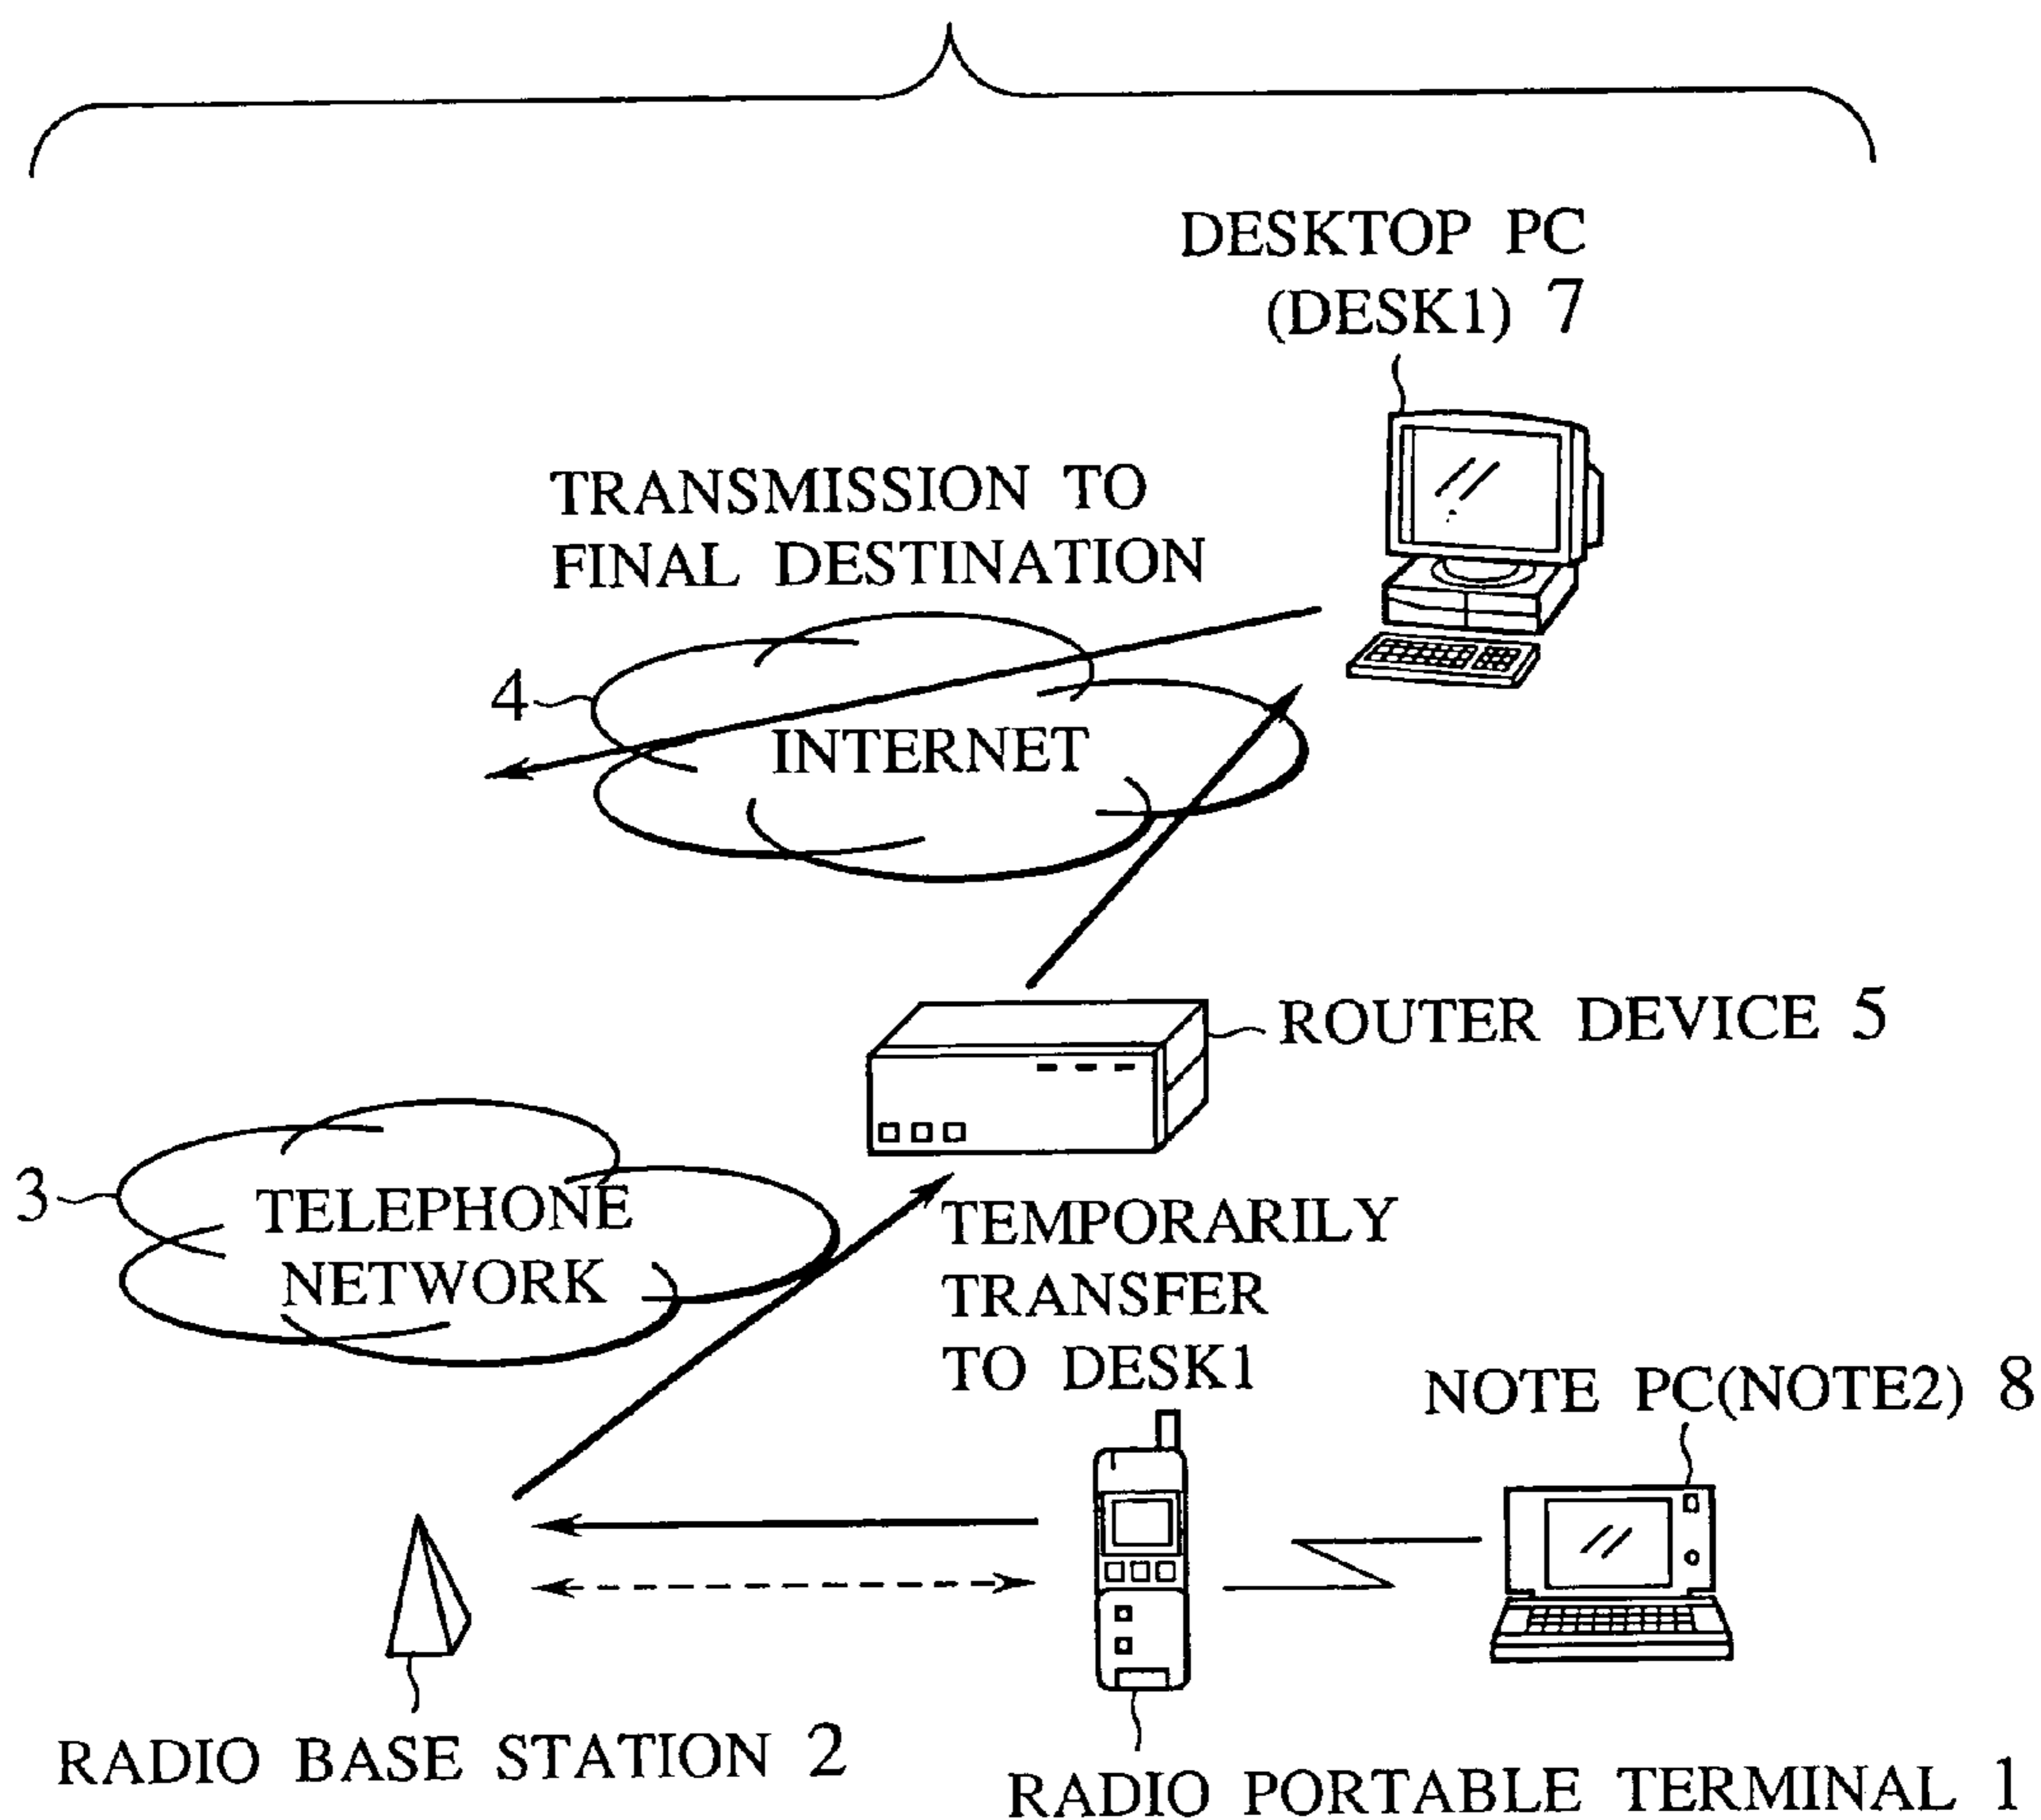 DESKTOP PC
(DESK1) 7
TRANSMISSION TO
FINAL DESTINATION
4
INTERNET
ROUTER DEVICE 5
3
TELEPHONE
NETWORK
TEMPORARILY
TRANSFER
TO DESK1
NOTE PC(NOTE2) 8
RADIO BASE STATION 2
RADIO PORTABLE TERMINAL 1